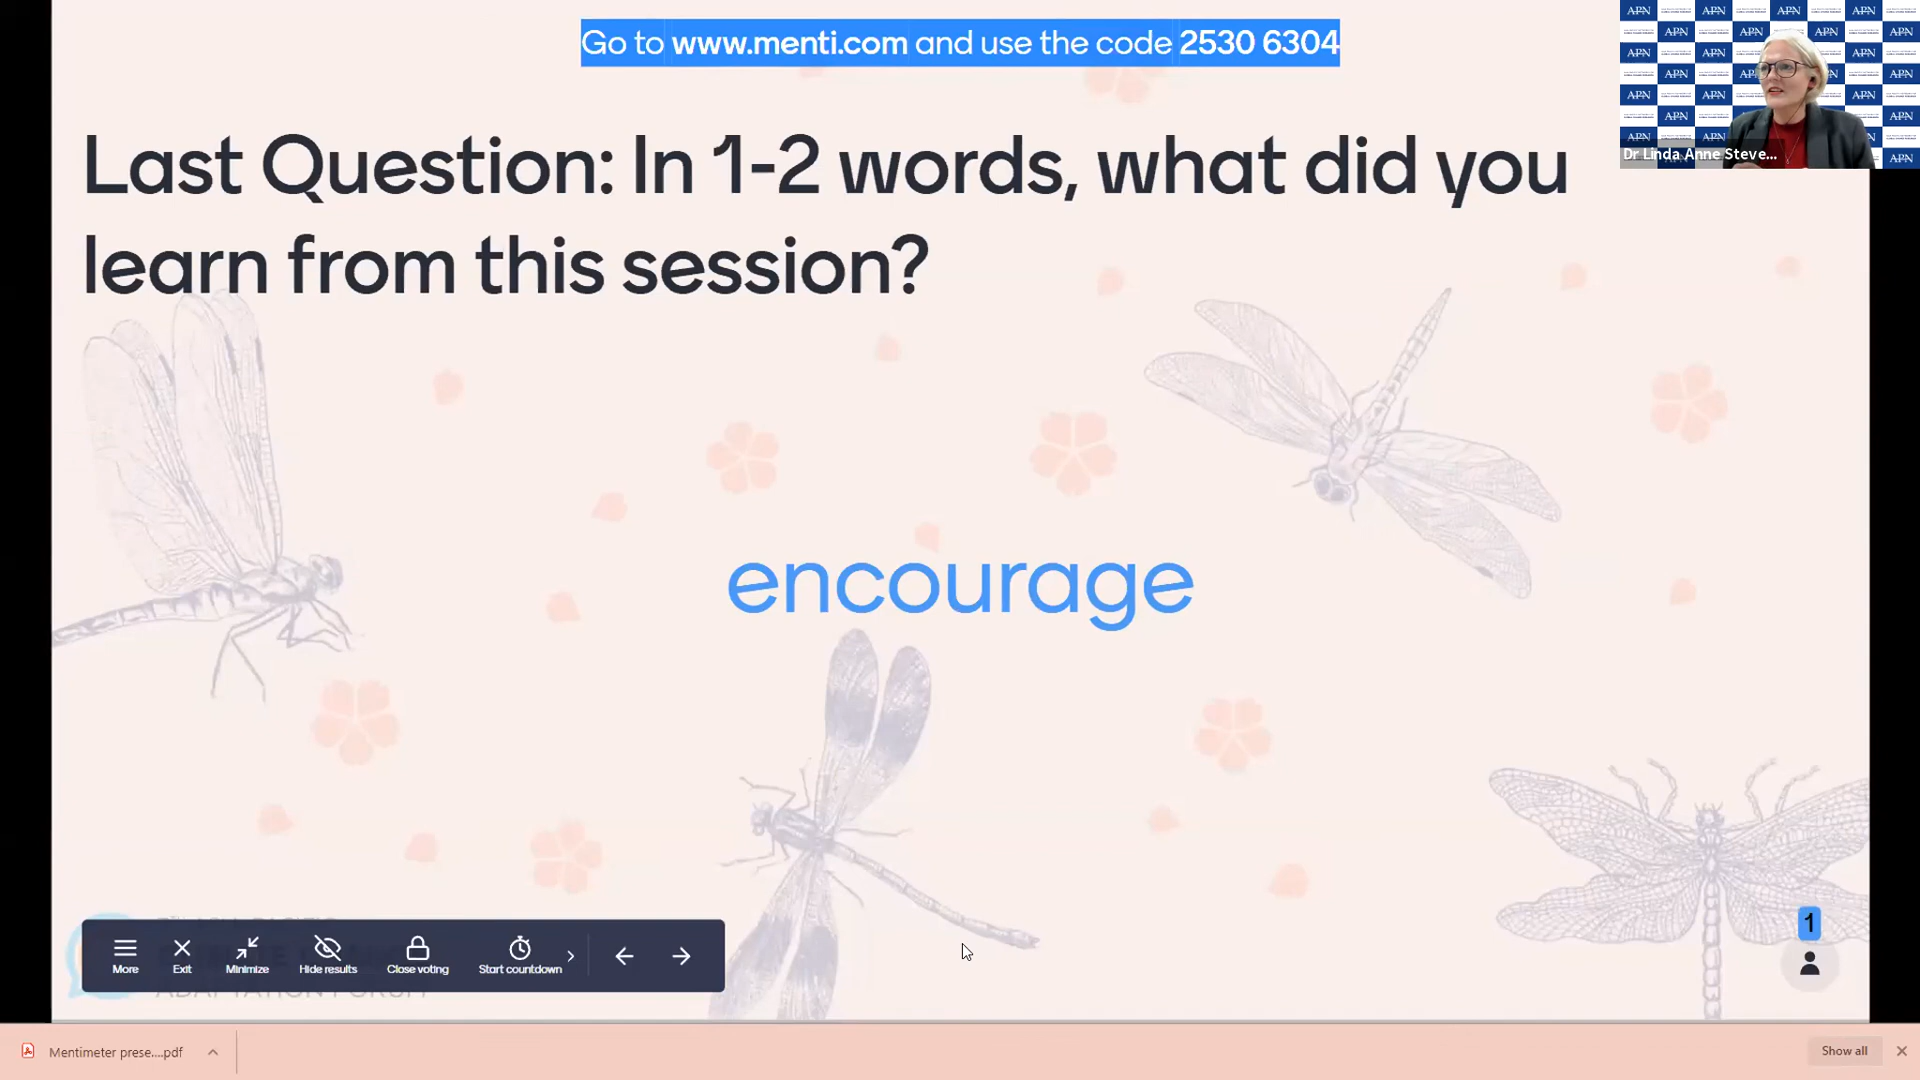 Go to www.menti.com and use the code 2530 6304
APN
Dr Linda Anne Steve...
Last Question: In 1-2 words, what did you
learn from this session?
encourage
1
More
Exit
Minimize
Hide results
Close voting
Start countdown
ADAPTATION FORUM
Mentimeter prese....pdf
Show all